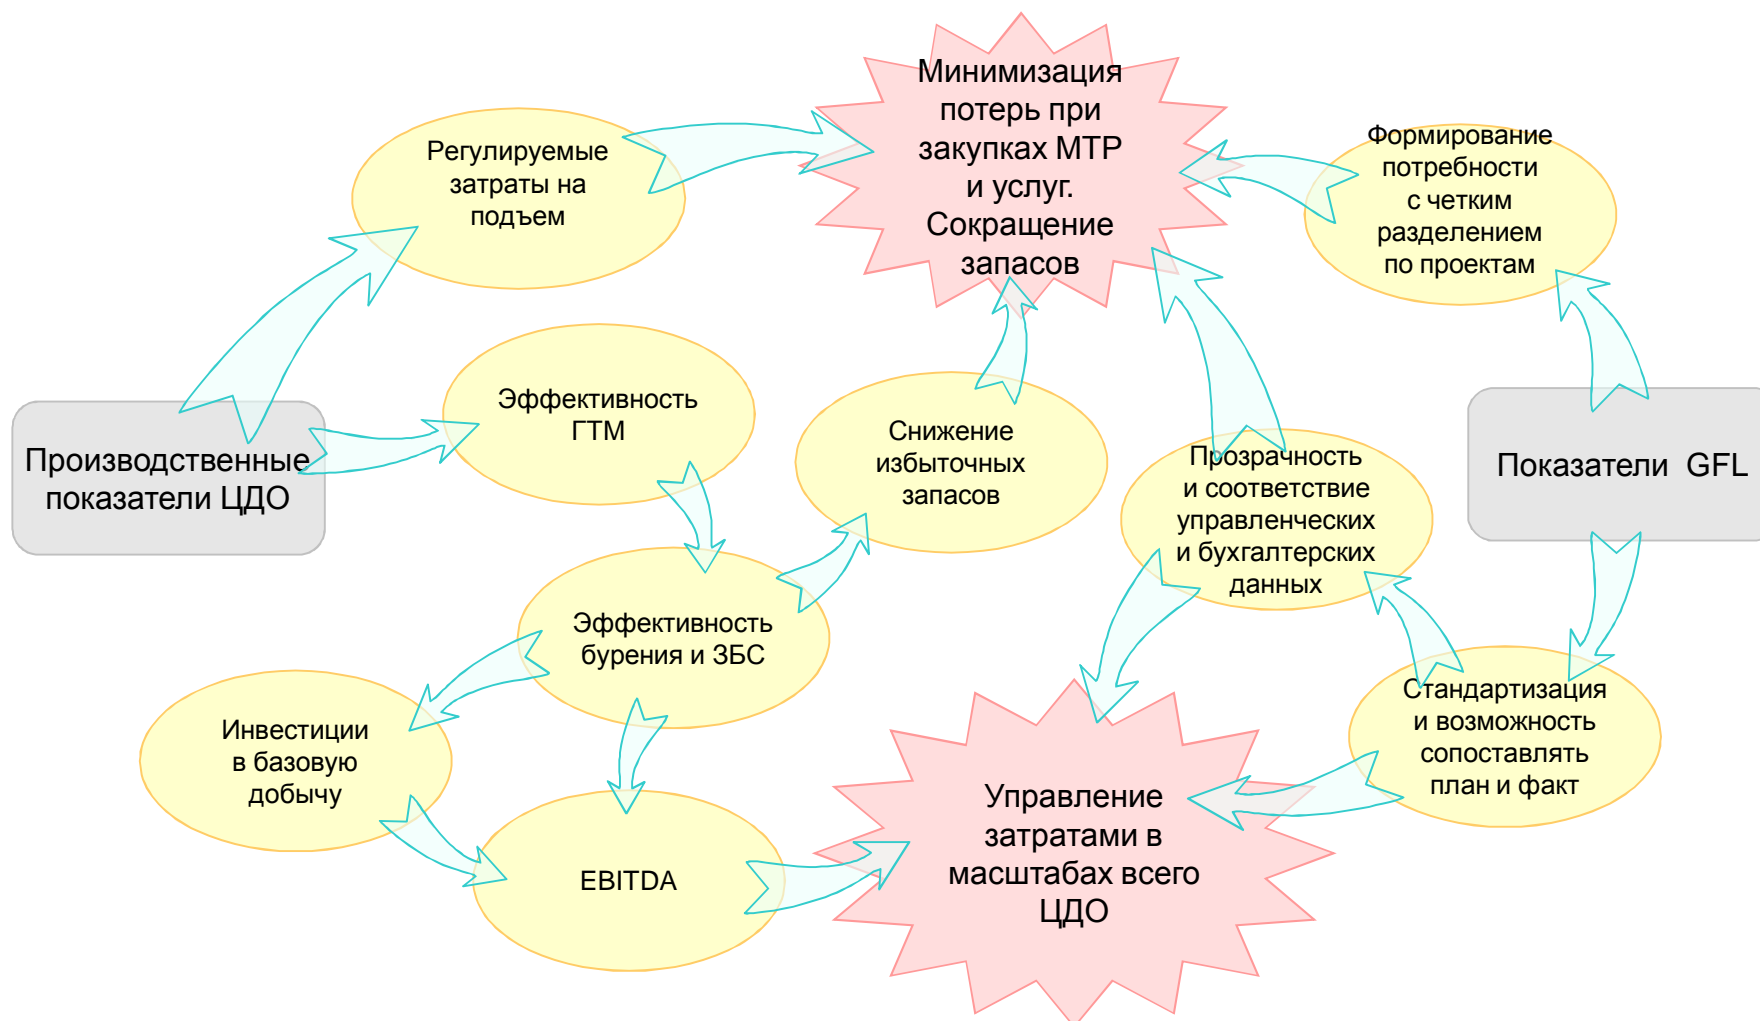 Минимизация
потерь при
закупках МТР
и услуг.
Сокращение
запасов
Регулируемые
затраты на
подъем
Формирование
потребности
с четким
разделением
по проектам
Эффективность
ГТМ
Снижение
избыточных
запасов
Прозрачность
и соответствие
управленческих
и бухгалтерских
данных
Производственные
показатели ЦДО
Показатели GFL
Эффективность
бурения и ЗБС
Инвестиции
в базовую
добычу
Стандартизация
и возможность
сопоставлять
план и факт
EBITDA
Управление
затратами в
масштабах всего
ЦДО